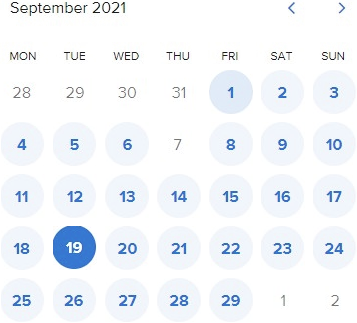 September 2021
MON TUE WED THU FRI SAT SUN
28 29 30 31 1 2 3
4 5 6 7 8 9 10
11 12 13 14 15 16 17
18 19 20 21 22 23 24
25 26 27 28 29 1 2